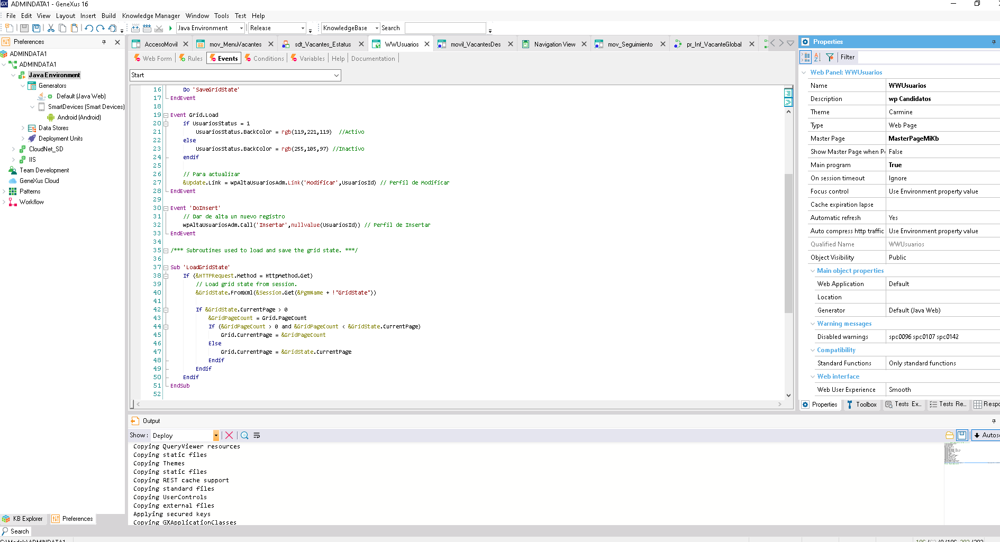 ADMINDATA1 - GeneXus 16
File Edit View Layout Insert Build Knowledge Manager Window Tools Test Help
Java Environment Release KnowledgeBase Search
Preferences
ADMINDATA1
ADMINDATA1
Java Environment
Generators
Default (Java Web)
SmartDevices (Smart Devices)
Android (Android)
Data Stores
Deployment Units
CloudNet_SD
IIS
Team Development
GeneXus Cloud
Patterns
Workflow
KB Explorer Preferences
Search
AccesoMovil mov_MenuVacantes sdt_Vacantes_Estatus WWUsuarios movil_VacantesDes Navigation View mov_Seguimiento pr_Inf_VacanteGlobal
Web Form Rules Events Conditions Variables Help Documentation
Start
16 Do 'SaveGridState'
17 EndEvent
18
19 Event Grid.Load
20 if UsuariosStatus = 1
21 UsuariosStatus.BackColor = rgb(119,221,119) //Activo
22 else
23 UsuariosStatus.BackColor = rgb(255,105,97) //Inactivo
24 endif
25
26 // Para actualizar
27 &Update.Link = wpAltaUsuariosAdm.Link('Modificar',UsuariosId) // Perfil de Modificar
28 EndEvent
29
30 Event 'DoInsert'
31 // Dar de alta un nuevo registro
32 wpAltaUsuariosAdm.Call('Insertar',nullvalue(UsuariosId)) // Perfil de Insertar
33 EndEvent
34
35 /*** Subroutines used to load and save the grid state. ***/
36
37 Sub 'LoadGridState'
38 If (&HTTPRequest.Method = HttpMethod.Get)
39 // Load grid state from session.
40 &GridState.FromXml(&Session.Get(&PgmName + !"GridState"))
41
42 If &GridState.CurrentPage > 0
43 &GridPageCount = Grid.PageCount
44 If (&GridPageCount > 0 and &GridPageCount < &GridState.CurrentPage)
45 Grid.CurrentPage = &GridPageCount
46 Else
47 Grid.CurrentPage = &GridState.CurrentPage
48 Endif
49 Endif
50 Endif
51 EndSub
52
Output
Show: Deploy
Autos
Copying QueryViewer resources
Copying static files
Copying Themes
Copying static files
Copying REST cache support
Copying standard files
Copying UserControls
Copying external files
Applying secured keys
Copying GXApplicationClasses
Properties
Filter
Web Panel: WWUsuarios
Name WWUsuarios
Description wp Candidatos
Theme Carmine
Type Web Page
Master Page MasterPageMiKb
Show Master Page when P False
Main program True
On session timeout Ignore
Focus control Use Environment property value
Cache expiration lapse
Automatic refresh Yes
Auto compress http traffic Use Environment property value
Qualified Name WWUsuarios
Object Visibility Public
Main object properties
Web Application Default
Location
Generator Default (Java Web)
Warning messages
Disabled warnings spc0096 spc0107 spc0142
Compatibility
Standard Functions Only standard functions
Web interface
Web User Experience Smooth
Properties Toolbox Tests Ex... Tests Re... Respo